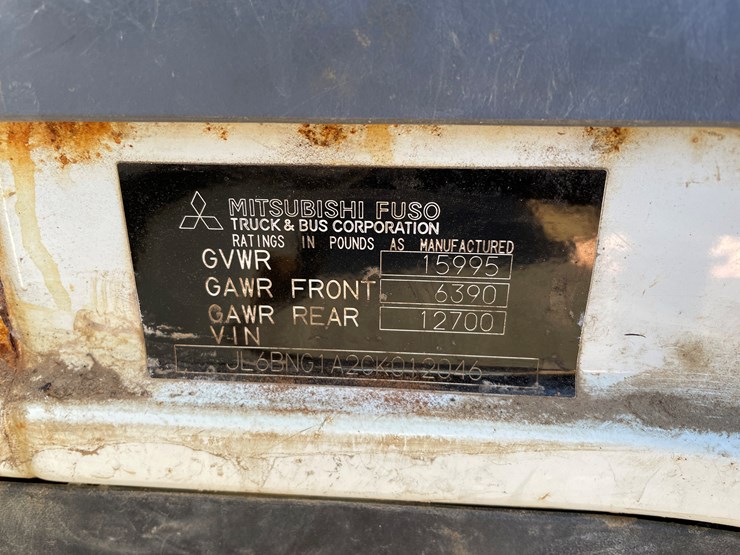 MITSUBISHI FUSO
TRUCK & BUS CORPORATION
RATINGS IN POUNDS AS MANUFACTURED
GVWR 15995
GAWR FRONT 6390
GAWR REAR 12700
VIN
JL6BNG1A2CK012046